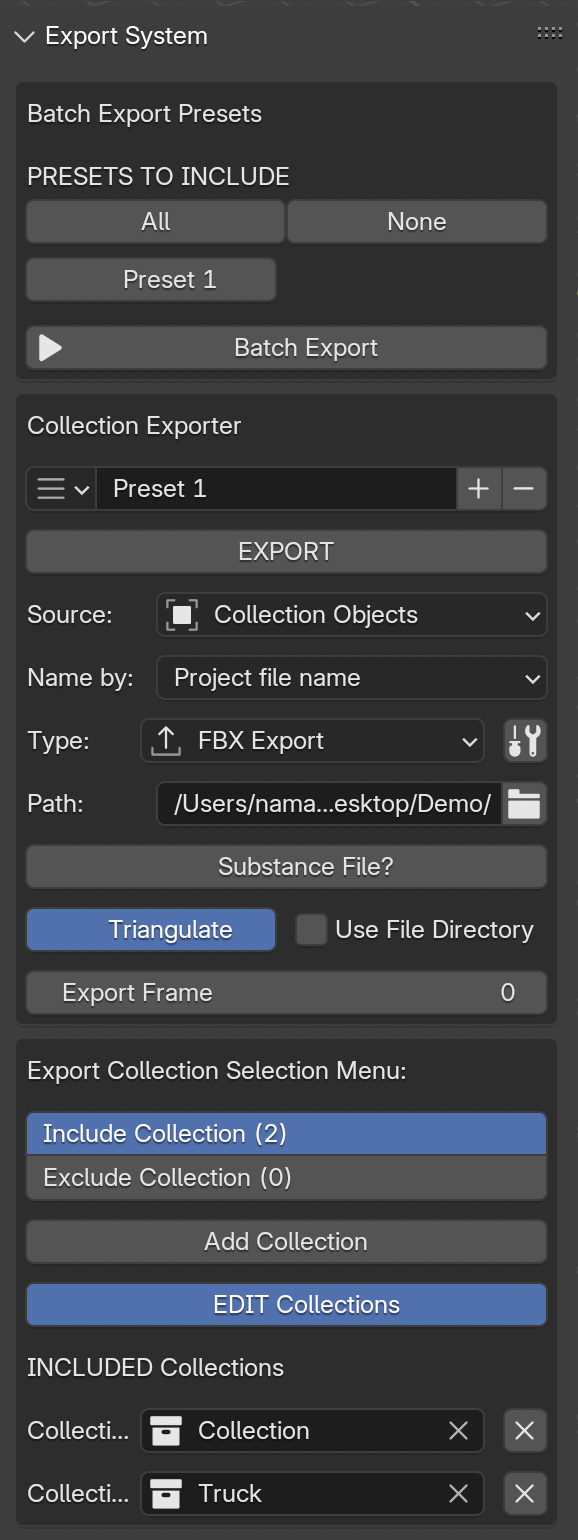 Export System
Batch Export Presets
PRESETS TO INCLUDE
All None
Preset 1
Batch Export
Collection Exporter
Preset 1
EXPORT
Source: Collection Objects
Name by: Project file name
Type: FBX Export
Path: /Users/nama...esktop/Demo/
Substance File?
Triangulate Use File Directory
Export Frame 0
Export Collection Selection Menu:
Include Collection (2)
Exclude Collection (0)
Add Collection
EDIT Collections
INCLUDED Collections
Collecti... Collection
Collecti... Truck